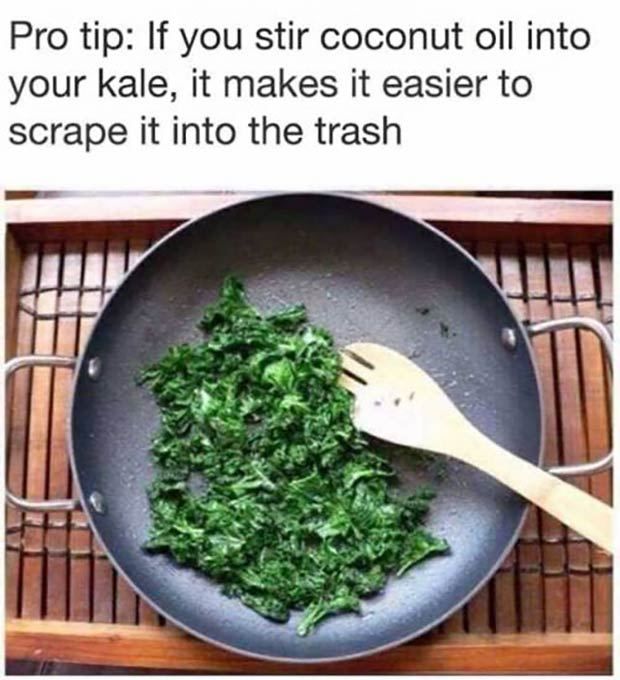 Pro tip: If you stir coconut oil into
your kale, it makes it easier to
scrape it into the trash